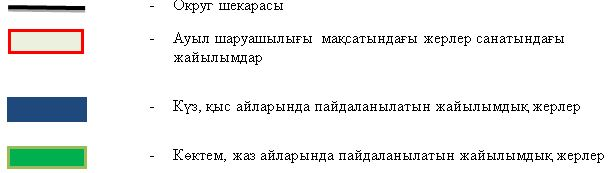 - Округ шекарасы
- Ауыл шаруашылығы мақсатындағы жерлер санатындағы
жайылымдар
- Күз, қыс айларында пайдаланылатын жайылымдық жерлер
- Көктем, жаз айларында пайдаланылатын жайылымдық жерлер